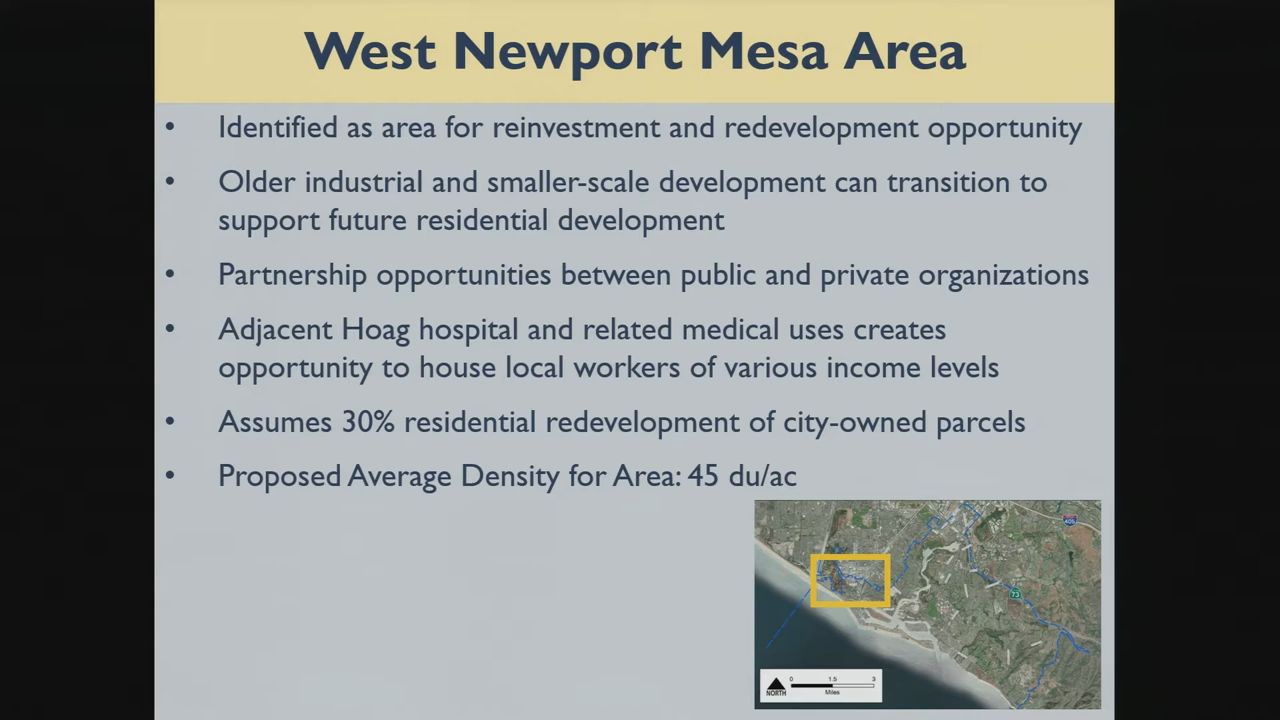 West Newport Mesa Area
• Identified as area for reinvestment and redevelopment opportunity
• Older industrial and smaller-scale development can transition to
support future residential development
• Partnership opportunities between public and private organizations
• Adjacent Hoag hospital and related medical uses creates
opportunity to house local workers of various income levels
• Assumes 30% residential redevelopment of city-owned parcels
• Proposed Average Density for Area: 45 du/ac
405
73
NORTH
0 1.5 3
Miles